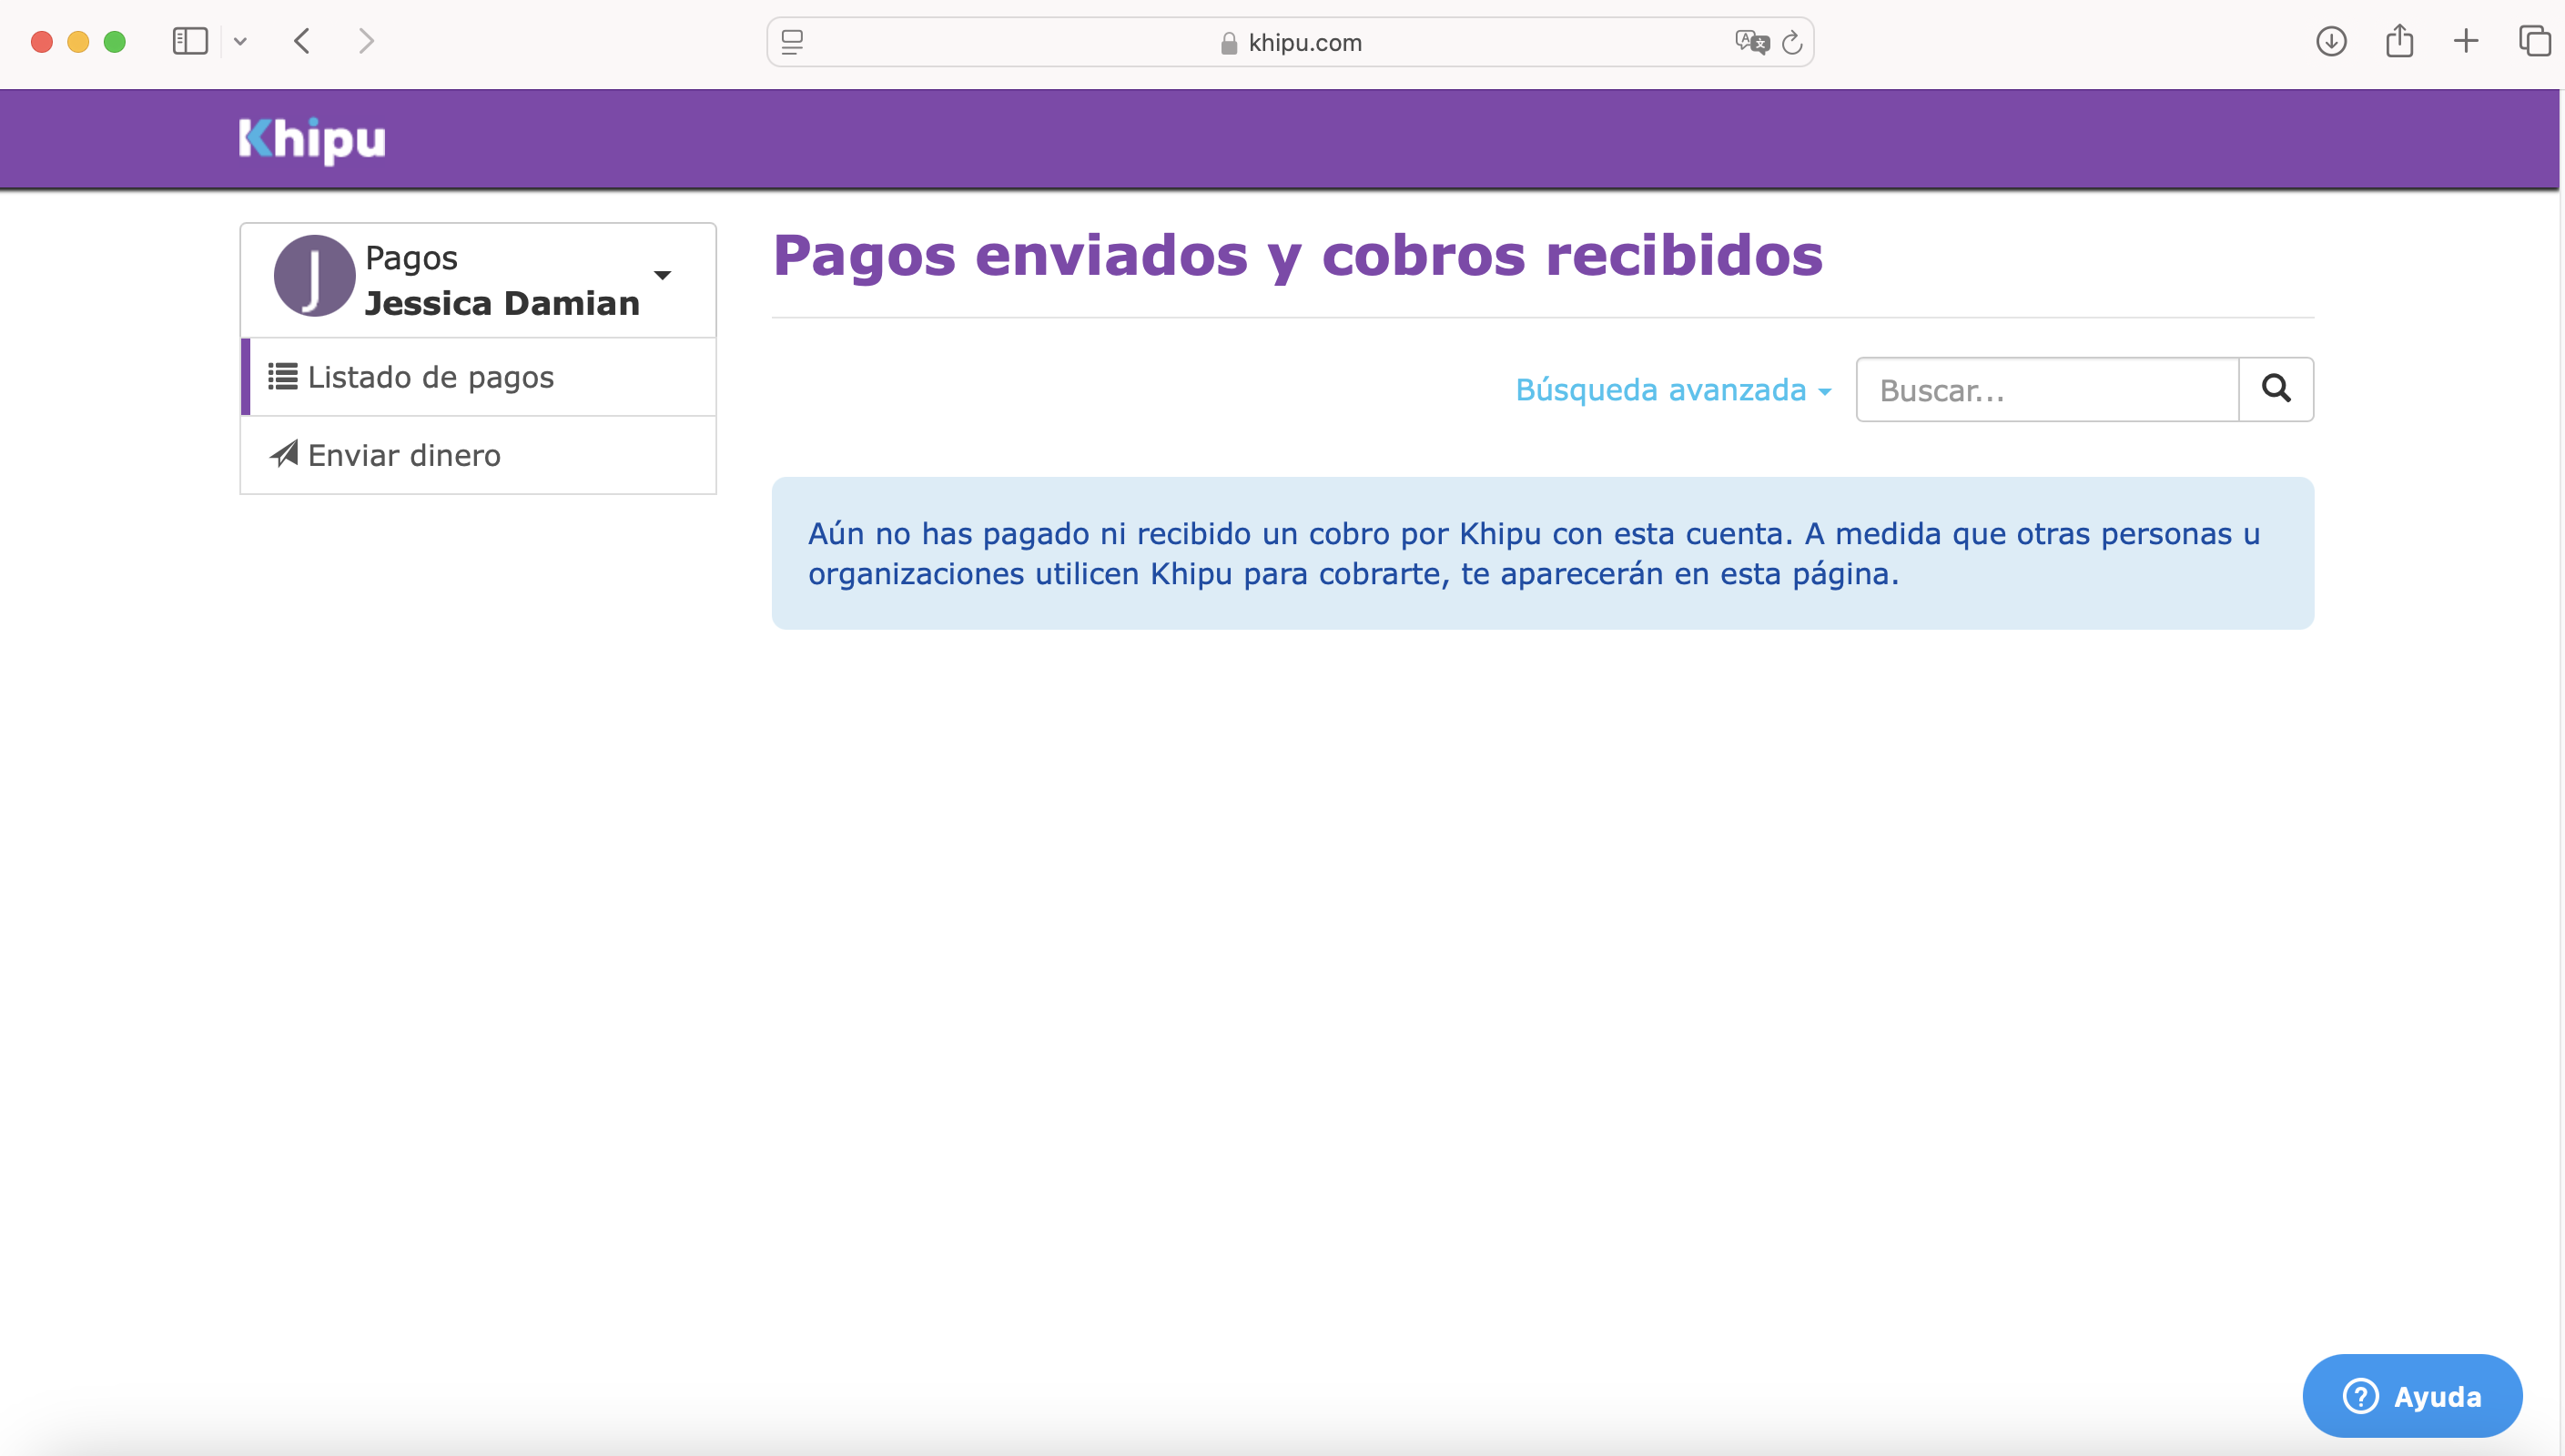 khipu.com
Khipu
J
Pagos
Jessica Damian
Listado de pagos
Enviar dinero
Pagos enviados y cobros recibidos
Búsqueda avanzada
Buscar...
Aún no has pagado ni recibido un cobro por Khipu con esta cuenta. A medida que otras personas u
organizaciones utilicen Khipu para cobrarte, te aparecerán en esta página.
? Ayuda